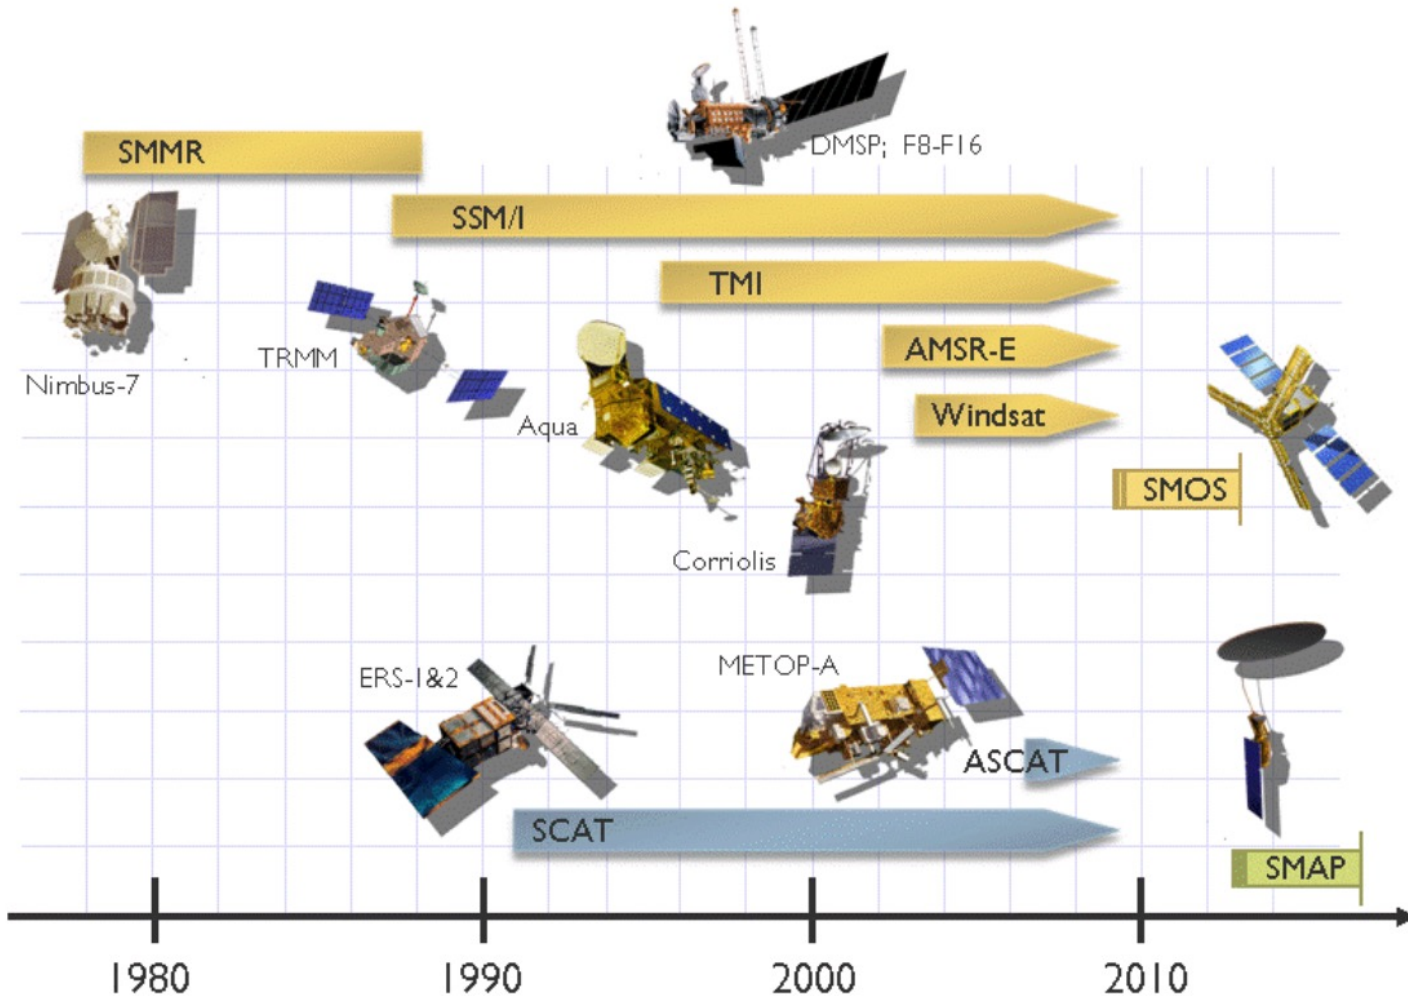 DMSP; F8-F16
SMMR
SSM/I
TMI
TRMM
AMSR-E
Nimbus-7
Aqua
Windsat
SMOS
Corriolis
ERS-1&2
METOP-A
ASCAT
SCAT
SMAP
1980
1990
2000
2010